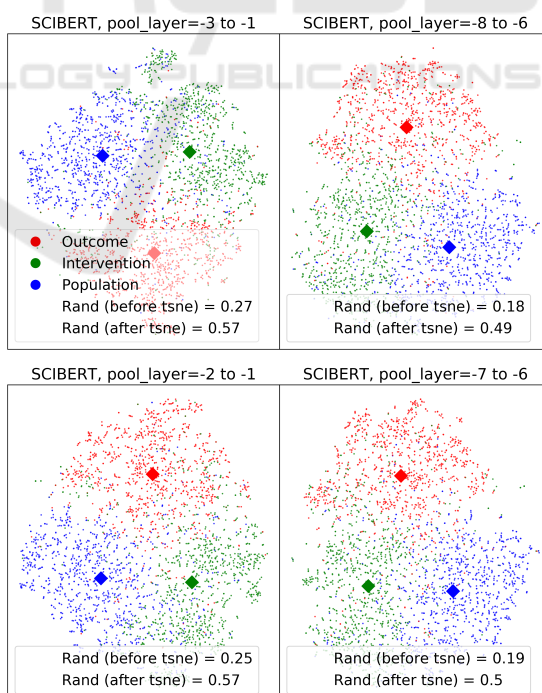 SCIBERT, pool_layer=-3 to -1
Outcome
Intervention
Population
Rand (before tsne) = 0.27
Rand (after tsne) = 0.57
SCIBERT, pool_layer=-8 to -6
Rand (before tsne) = 0.18
Rand (after tsne) = 0.49
SCIBERT, pool_layer=-2 to -1
Rand (before tsne) = 0.25
Rand (after tsne) = 0.57
SCIBERT, pool_layer=-7 to -6
Rand (before tsne) = 0.19
Rand (after tsne) = 0.5
LOGY PUBLICATIONS